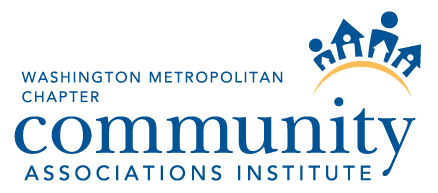 WASHINGTON METROPOLITAN
CHAPTER
community
ASSOCIATIONS INSTITUTE